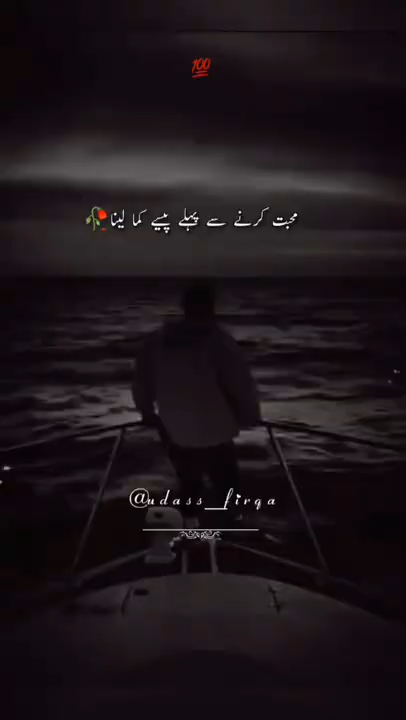 💯
محبت کرنے سے پہلے پیسے کما لینا🥀
@udass_firqa